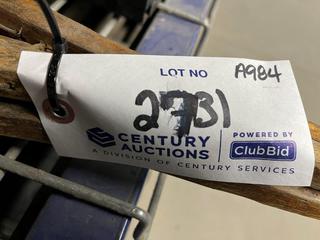 LOT NO
A984
2731
CENTURY
AUCTIONS
A DIVISION OF CENTURY SERVICES
POWERED BY
ClubBid